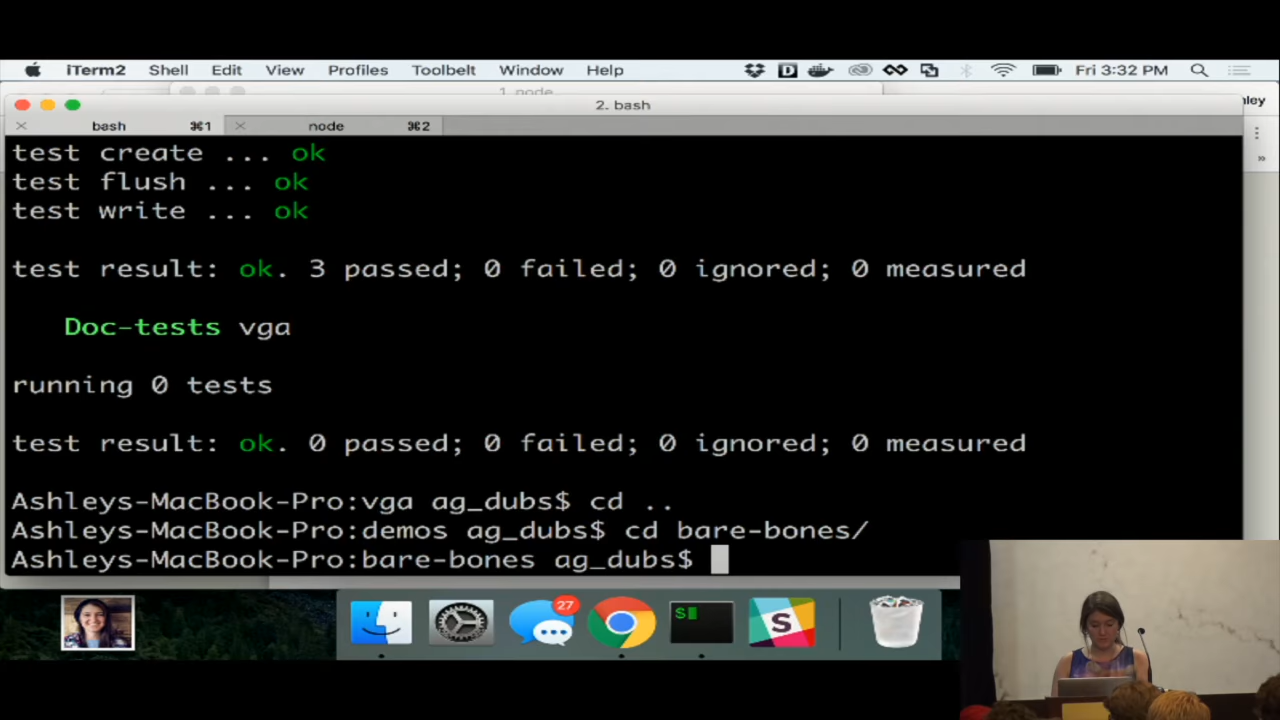 iTerm2 Shell Edit View Profiles Toolbelt Window Help Fri 3:32 PM
1. node
2. bash
bash ⌘1 node ⌘2
test create ... ok
test flush ... ok
test write ... ok
test result: ok. 3 passed; 0 failed; 0 ignored; 0 measured
Doc-tests vga
running 0 tests
test result: ok. 0 passed; 0 failed; 0 ignored; 0 measured
Ashleys-MacBook-Pro:vga ag_dubs$ cd ..
Ashleys-MacBook-Pro:demos ag_dubs$ cd bare-bones/
Ashleys-MacBook-Pro:bare-bones ag_dubs$
27
$
S